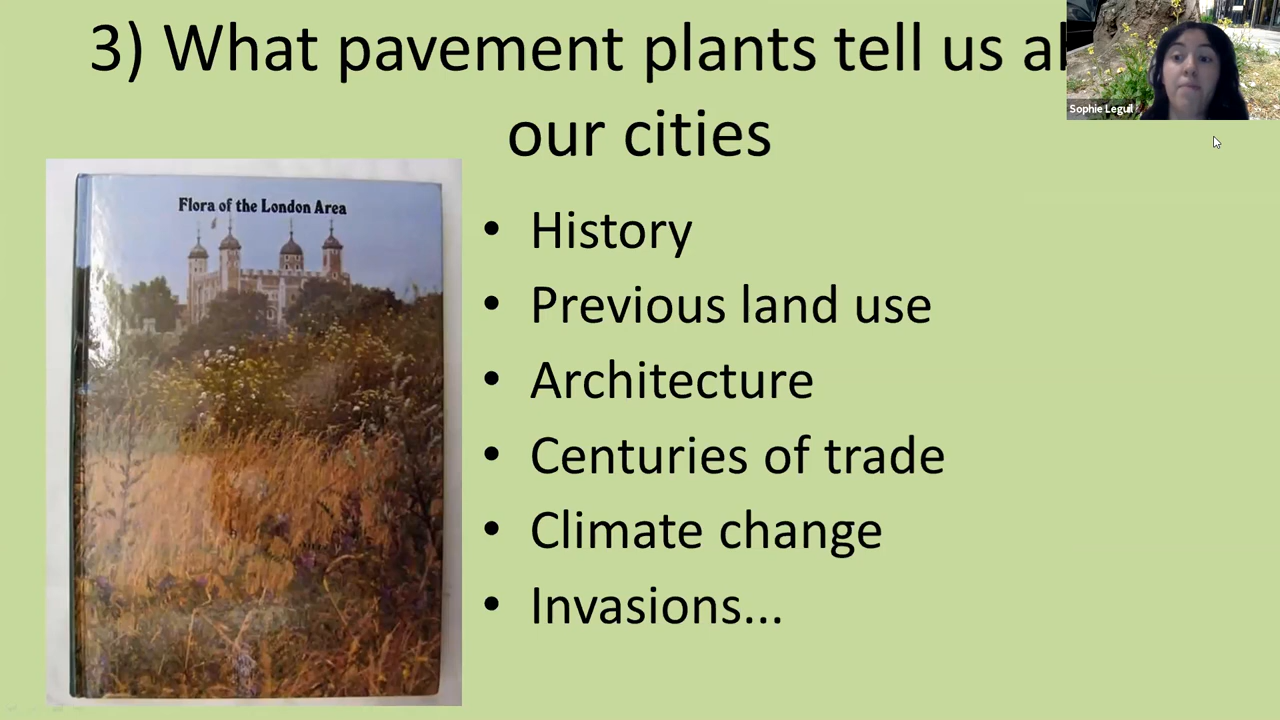 3) What pavement plants tell us
our cities
Sophie Leguil
Flora of the London Area
• History
• Previous land use
• Architecture
• Centuries of trade
• Climate change
• Invasions...